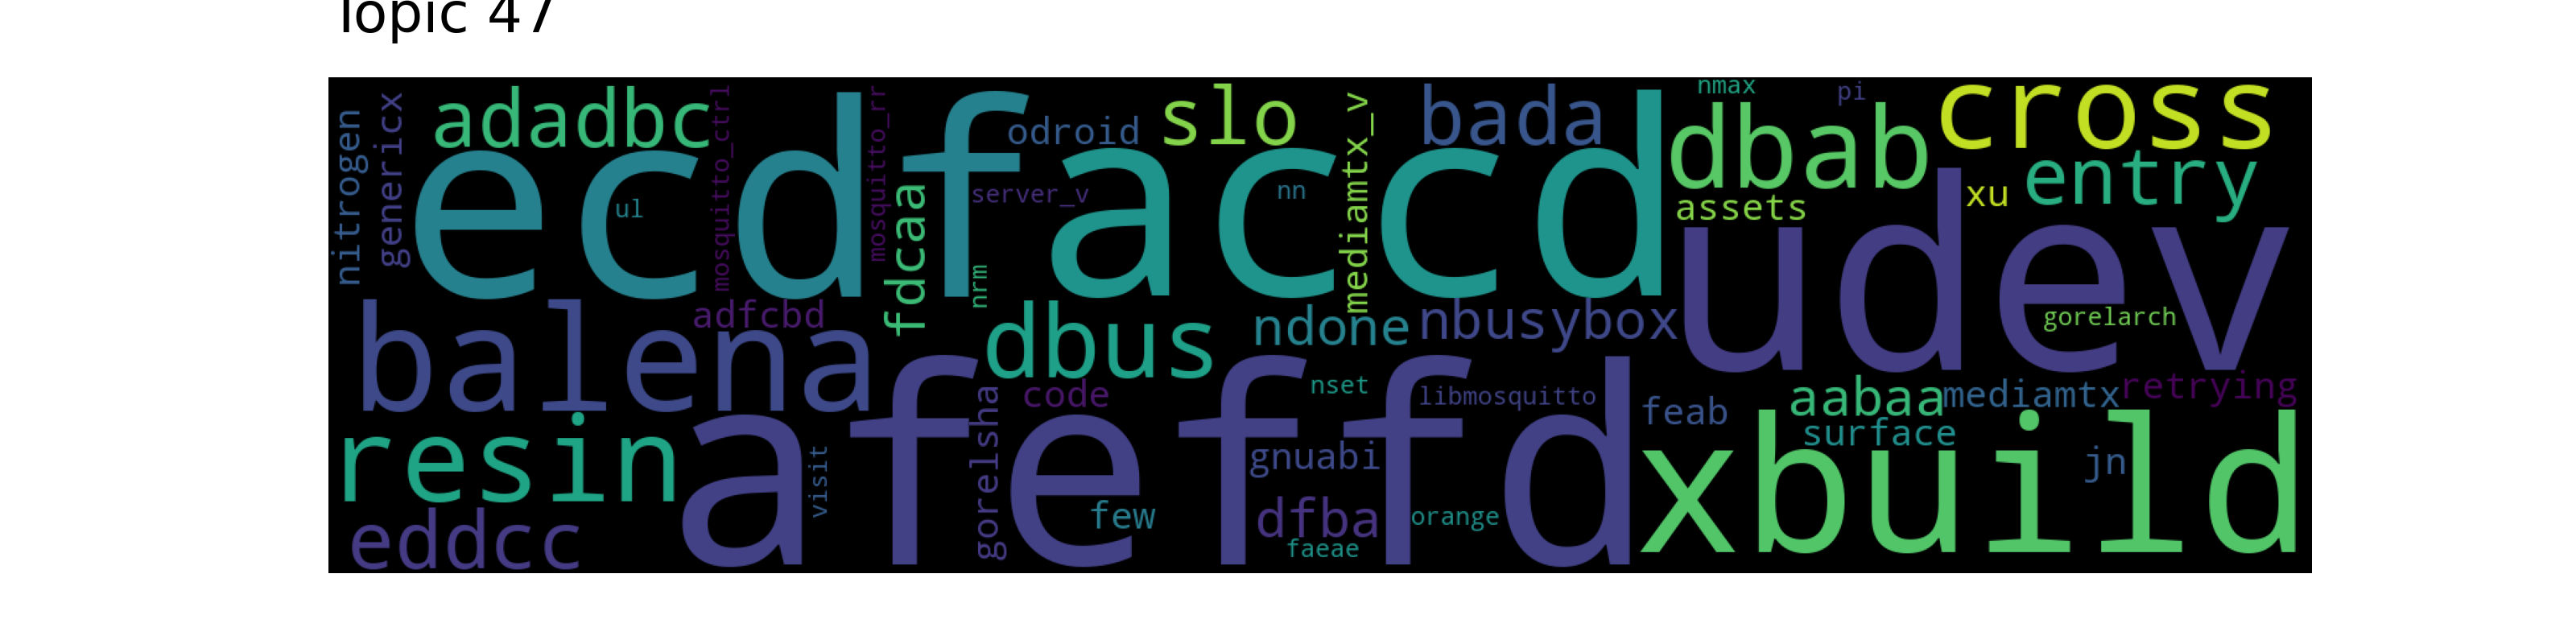 Topic 47
nitrogen
genericx
adadbc
mosquitto_ctrl
mosquitto_rr
odroid
slo
mediamtx_v
bada
nmax
pi
cross
ecdf
accd
dbab
ul
fdcaa
server_v
nn
assets
xu
entry
nrm
udev
balena
adfcbd
dbus
ndone
nbusybox
gorelarch
code
nset
libmosquitto
feab
aabaa
mediamtx
retrying
resin
afeffd
visit
gorelsha
gnuabi
surface
xbuild
jn
eddcc
few
dfba
orange
faeae